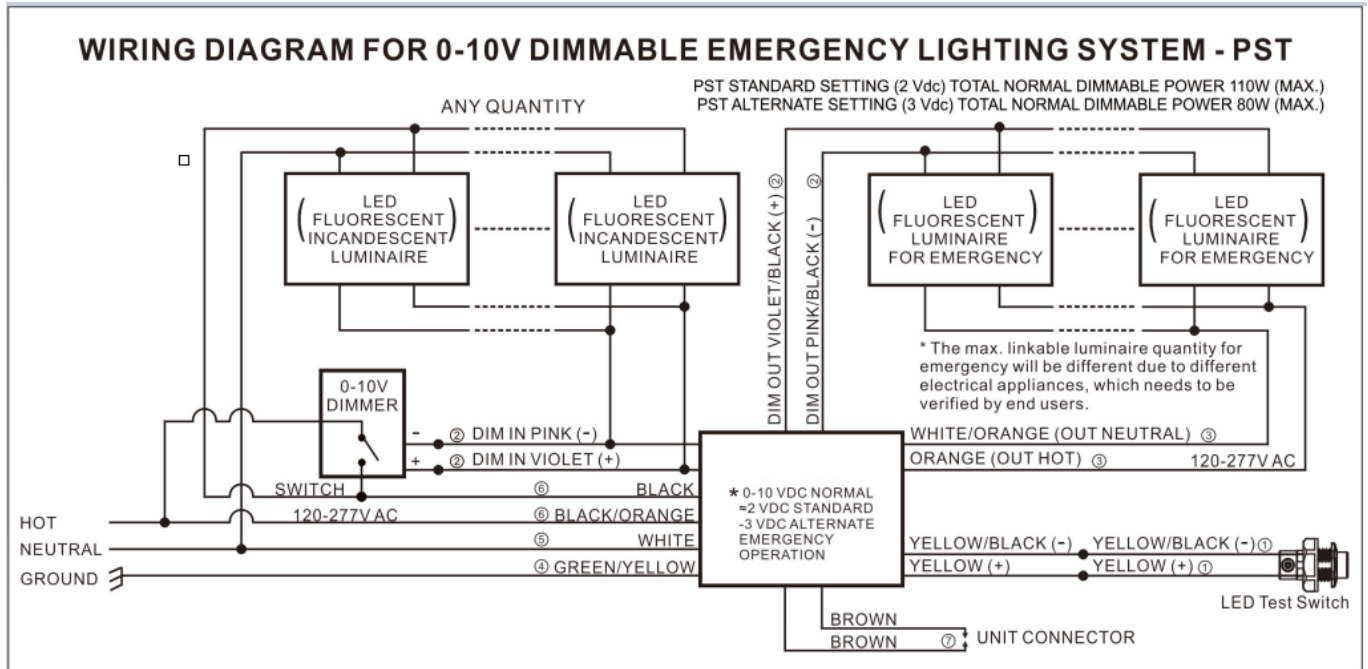 WIRING DIAGRAM FOR 0-10V DIMMABLE EMERGENCY LIGHTING SYSTEM - PST
PST STANDARD SETTING (2 Vdc) TOTAL NORMAL DIMMABLE POWER 110W (MAX.)
PST ALTERNATE SETTING (3 Vdc) TOTAL NORMAL DIMMABLE POWER 80W (MAX.)
ANY QUANTITY
( LED
FLUORESCENT
INCANDESCENT )
LUMINAIRE
( LED
FLUORESCENT
INCANDESCENT )
LUMINAIRE
DIM OUT VIOLET/BLACK (+) ②
DIM OUT PINK/BLACK (-) ②
( LED
FLUORESCENT )
LUMINAIRE
FOR EMERGENCY
( LED
FLUORESCENT )
LUMINAIRE
FOR EMERGENCY
* The max. linkable luminaire quantity for
emergency will be different due to different
electrical appliances, which needs to be
verified by end users.
0-10V
DIMMER
- ② DIM IN PINK (-)
+ ② DIM IN VIOLET (+)
SWITCH ⑥ BLACK
HOT 120-277V AC ⑥ BLACK/ORANGE
NEUTRAL ⑤ WHITE
GROUND ④ GREEN/YELLOW
* 0-10 VDC NORMAL
≈2 VDC STANDARD
-3 VDC ALTERNATE
EMERGENCY
OPERATION
WHITE/ORANGE (OUT NEUTRAL) ③
ORANGE (OUT HOT) ③ 120-277V AC
YELLOW/BLACK (-) YELLOW/BLACK (-) ①
YELLOW (+) YELLOW (+) ①
LED Test Switch
BROWN
BROWN ⑦ UNIT CONNECTOR